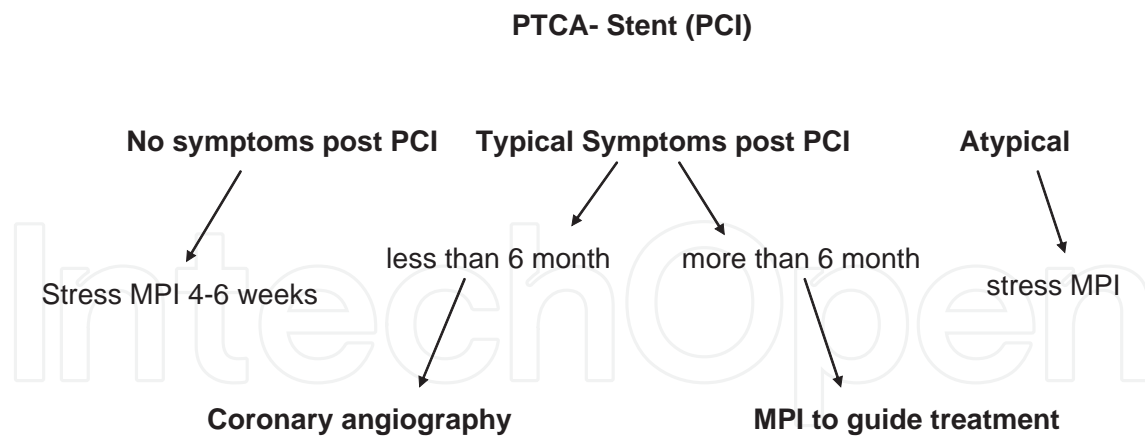 PTCA- Stent (PCI)
No symptoms post PCI
Typical Symptoms post PCI
Atypical
less than 6 month
more than 6 month
Stress MPI 4-6 weeks
stress MPI
IntechOpen
Coronary angiography
MPI to guide treatment